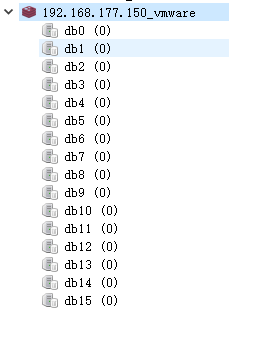 192.168.177.150_vmware
db0 (0)
db1 (0)
db2 (0)
db3 (0)
db4 (0)
db5 (0)
db6 (0)
db7 (0)
db8 (0)
db9 (0)
db10 (0)
db11 (0)
db12 (0)
db13 (0)
db14 (0)
db15 (0)